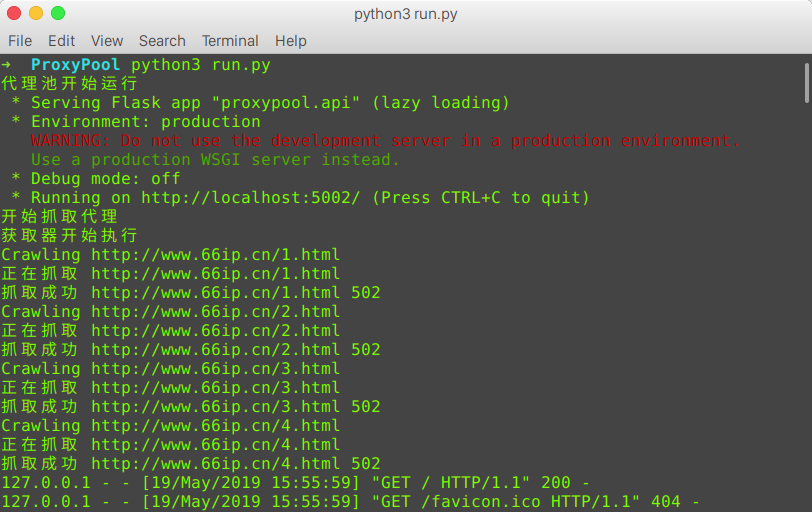 python3 run.py
File Edit View Search Terminal Help
→ ProxyPool python3 run.py
代理池开始运行
* Serving Flask app "proxypool.api" (lazy loading)
* Environment: production
WARNING: Do not use the development server in a production environment.
Use a production WSGI server instead.
* Debug mode: off
* Running on http://localhost:5002/ (Press CTRL+C to quit)
开始抓取代理
获取器开始执行
Crawling http://www.66ip.cn/1.html
正在抓取 http://www.66ip.cn/1.html
抓取成功 http://www.66ip.cn/1.html 502
Crawling http://www.66ip.cn/2.html
正在抓取 http://www.66ip.cn/2.html
抓取成功 http://www.66ip.cn/2.html 502
Crawling http://www.66ip.cn/3.html
正在抓取 http://www.66ip.cn/3.html
抓取成功 http://www.66ip.cn/3.html 502
Crawling http://www.66ip.cn/4.html
正在抓取 http://www.66ip.cn/4.html
抓取成功 http://www.66ip.cn/4.html 502
127.0.0.1 - - [19/May/2019 15:55:59] "GET / HTTP/1.1" 200 -
127.0.0.1 - - [19/May/2019 15:55:59] "GET /favicon.ico HTTP/1.1" 404 -